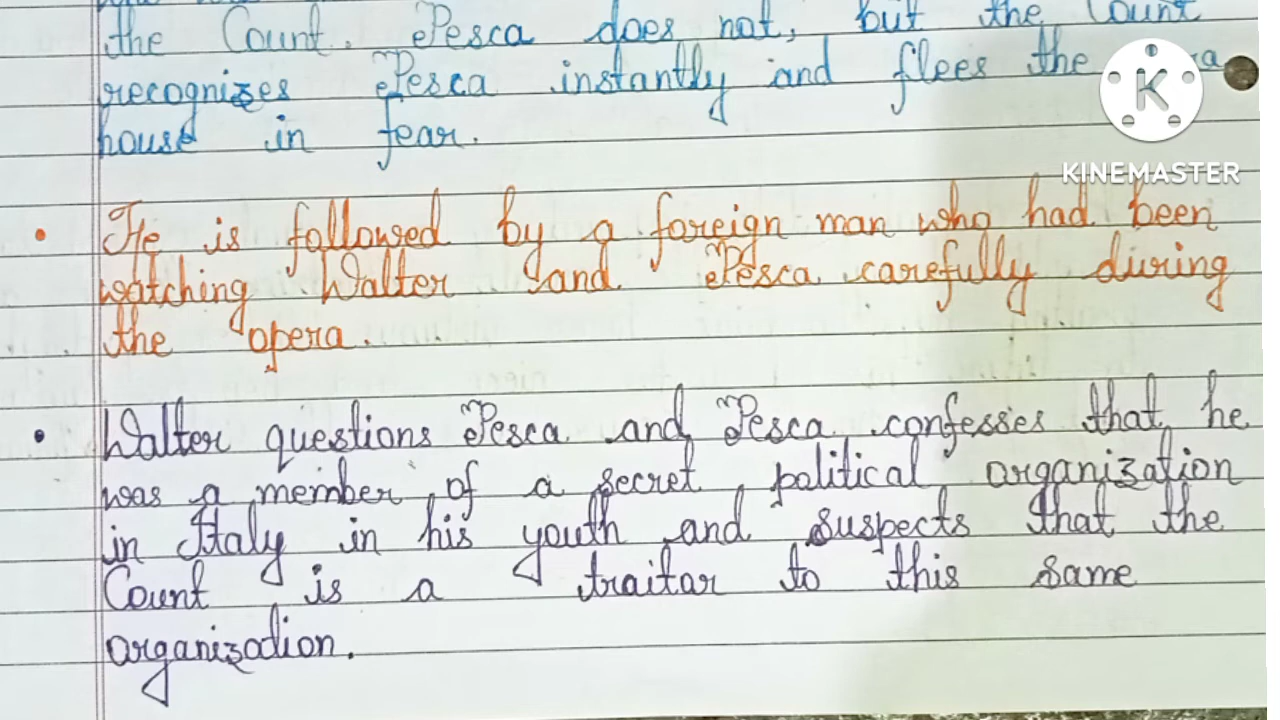 the Count. Pesca does not, but the Count
recognizes Pesca instantly and flees the
house in fear.
KINEMASTER
• He is followed by a foreign man who had been
watching Walter and Pesca carefully during
the opera.
• Walter questions Pesca and Pesca confesses that he
was a member of a secret political organization
in Italy in his youth and suspects that the
Count is a traitor to this same
organization.